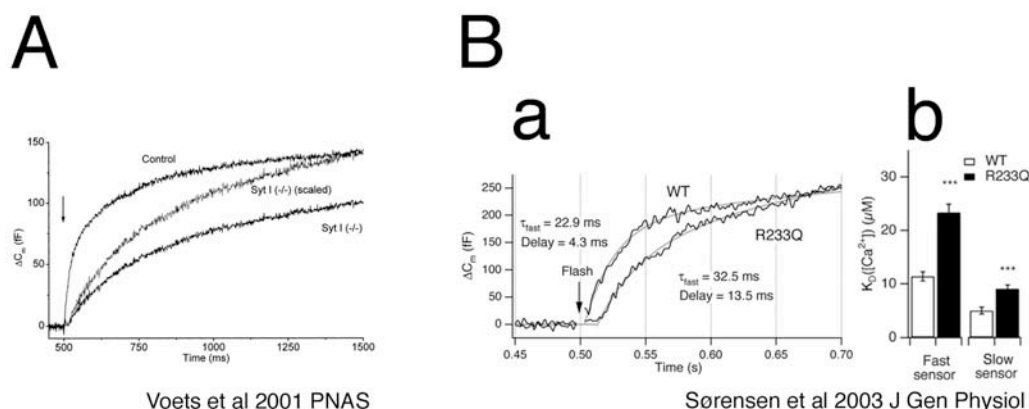 A
B
a
b
150
100
50
0
ΔCm (fF)
Control
Syt I (-/-) (scaled)
Syt I (-/-)
500
750
1000
1250
1500
Time (ms)
Voets et al 2001 PNAS
250
200
150
100
50
0
ΔCm (fF)
WT
R233Q
τfast = 22.9 ms
Delay = 4.3 ms
Flash
τfast = 32.5 ms
Delay = 13.5 ms
0.45
0.50
0.55
0.60
0.65
0.70
Time (s)
WT
R233Q
30
20
10
0
KD([Ca2+]) (μM)
***
***
Fast
sensor
Slow
sensor
Sørensen et al 2003 J Gen Physiol